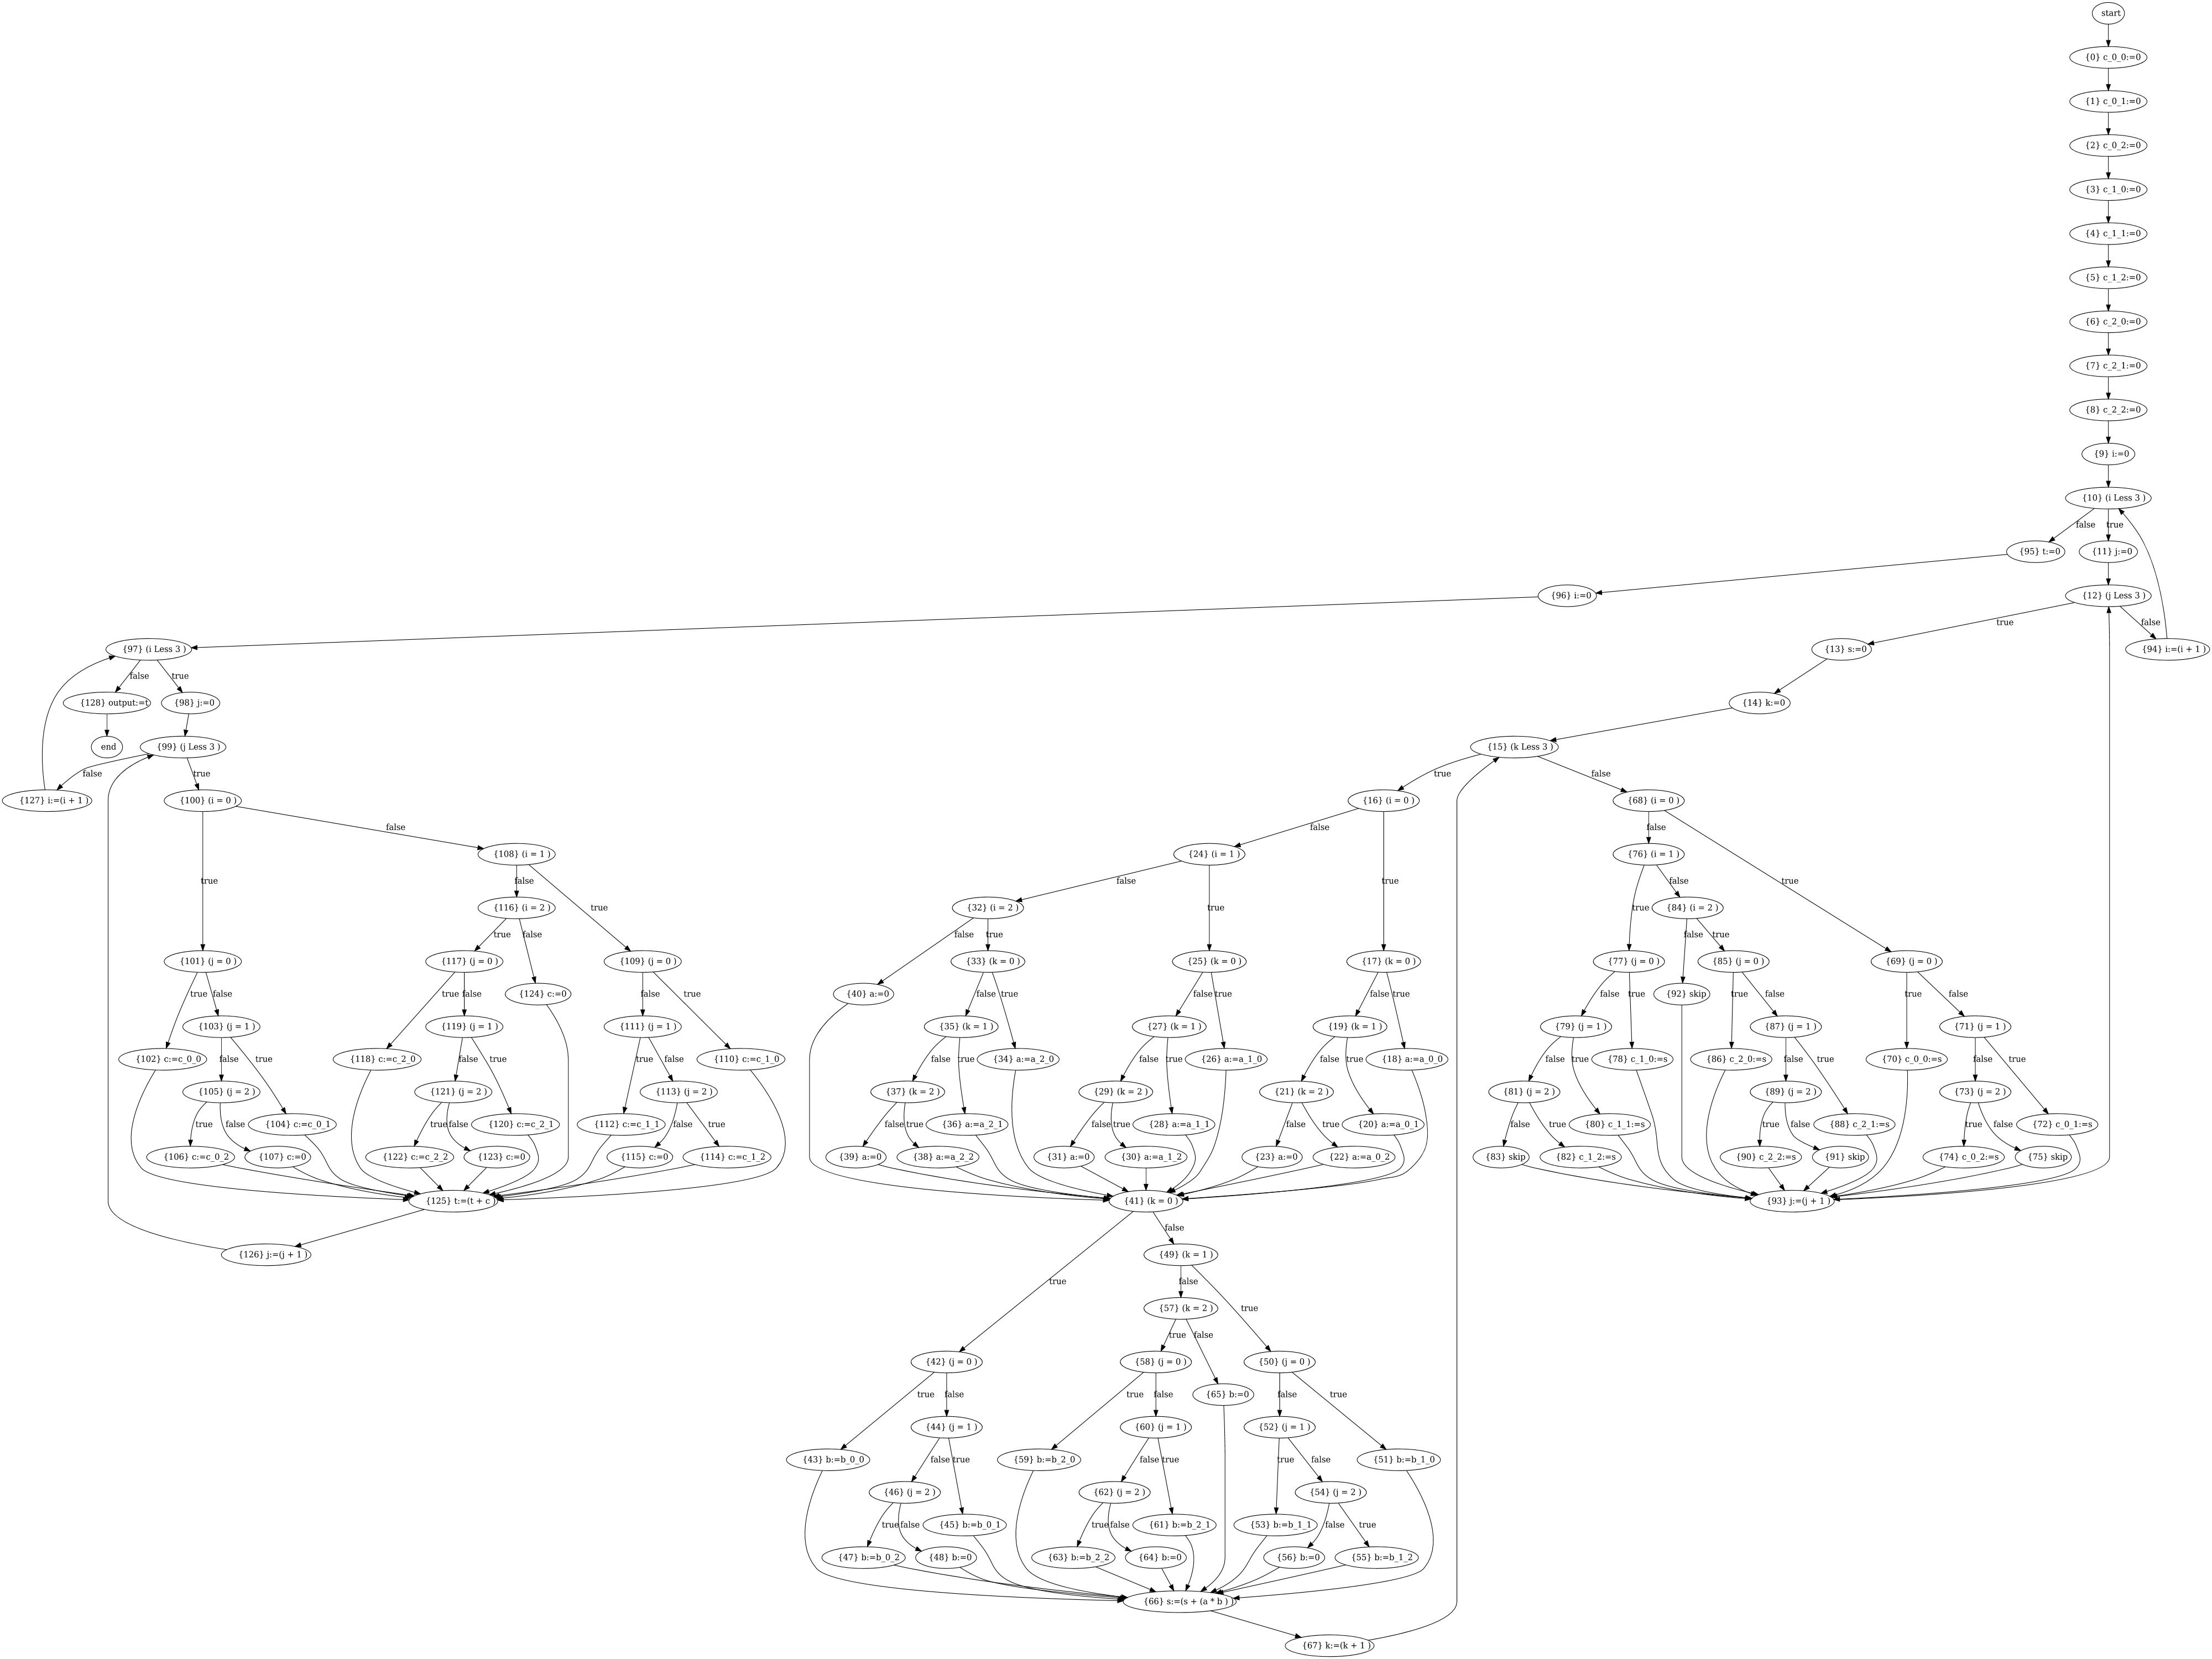 start
{0} c_0_0:=0
{1} c_0_1:=0
{2} c_0_2:=0
{3} c_1_0:=0
{4} c_1_1:=0
{5} c_1_2:=0
{6} c_2_0:=0
{7} c_2_1:=0
{8} c_2_2:=0
{9} i:=0
{10} (i Less 3 )
false
true
{95} t:=0
{11} j:=0
{96} i:=0
{12} (j Less 3 )
true
false
{97} (i Less 3 )
{13} s:=0
{94} i:=(i + 1 )
false
true
{128} output:=t
{98} j:=0
{14} k:=0
end
{99} (j Less 3 )
{15} (k Less 3 )
false
true
true
false
{127} i:=(i + 1 )
{100} (i = 0 )
{16} (i = 0 )
{68} (i = 0 )
false
false
false
{108} (i = 1 )
{24} (i = 1 )
{76} (i = 1 )
true
false
false
true
false
true
{116} (i = 2 )
{32} (i = 2 )
{84} (i = 2 )
true
true
true
true
false
false
true
false
true
false
true
{101} (j = 0 )
{117} (j = 0 )
{109} (j = 0 )
{33} (k = 0 )
{25} (k = 0 )
{17} (k = 0 )
{77} (j = 0 )
{85} (j = 0 )
{69} (j = 0 )
true
false
true
false
{124} c:=0
false
true
{40} a:=0
false
true
false
true
false
true
false
true
{92} skip
true
false
true
false
{103} (j = 1 )
{119} (j = 1 )
{111} (j = 1 )
{35} (k = 1 )
{27} (k = 1 )
{19} (k = 1 )
{79} (j = 1 )
{87} (j = 1 )
{71} (j = 1 )
{102} c:=c_0_0
false
true
{118} c:=c_2_0
false
true
true
false
{110} c:=c_1_0
false
true
{34} a:=a_2_0
false
true
{26} a:=a_1_0
false
true
{18} a:=a_0_0
false
true
{78} c_1_0:=s
{86} c_2_0:=s
false
true
{70} c_0_0:=s
false
true
{105} (j = 2 )
{121} (j = 2 )
{113} (j = 2 )
{37} (k = 2 )
{29} (k = 2 )
{21} (k = 2 )
{81} (j = 2 )
{89} (j = 2 )
{73} (j = 2 )
true
false
{104} c:=c_0_1
true
false
{120} c:=c_2_1
{112} c:=c_1_1
false
true
false
true
{36} a:=a_2_1
false
true
{28} a:=a_1_1
false
true
{20} a:=a_0_1
false
true
{80} c_1_1:=s
true
false
{88} c_2_1:=s
true
false
{72} c_0_1:=s
{106} c:=c_0_2
{107} c:=0
{122} c:=c_2_2
{123} c:=0
{115} c:=0
{114} c:=c_1_2
{39} a:=0
{38} a:=a_2_2
{31} a:=0
{30} a:=a_1_2
{23} a:=0
{22} a:=a_0_2
{83} skip
{82} c_1_2:=s
{90} c_2_2:=s
{91} skip
{74} c_0_2:=s
{75} skip
{125} t:=(t + c )
{41} (k = 0 )
{93} j:=(j + 1 )
false
{126} j:=(j + 1 )
{49} (k = 1 )
true
false
{57} (k = 2 )
true
true
false
{42} (j = 0 )
{58} (j = 0 )
{50} (j = 0 )
true
false
true
false
{65} b:=0
false
true
{44} (j = 1 )
{60} (j = 1 )
{52} (j = 1 )
{43} b:=b_0_0
false
true
{59} b:=b_2_0
false
true
true
false
{51} b:=b_1_0
{46} (j = 2 )
{62} (j = 2 )
{54} (j = 2 )
true
false
{45} b:=b_0_1
true
false
{61} b:=b_2_1
{53} b:=b_1_1
false
true
{47} b:=b_0_2
{48} b:=0
{63} b:=b_2_2
{64} b:=0
{56} b:=0
{55} b:=b_1_2
{66} s:=(s + (a * b ) )
{67} k:=(k + 1 )